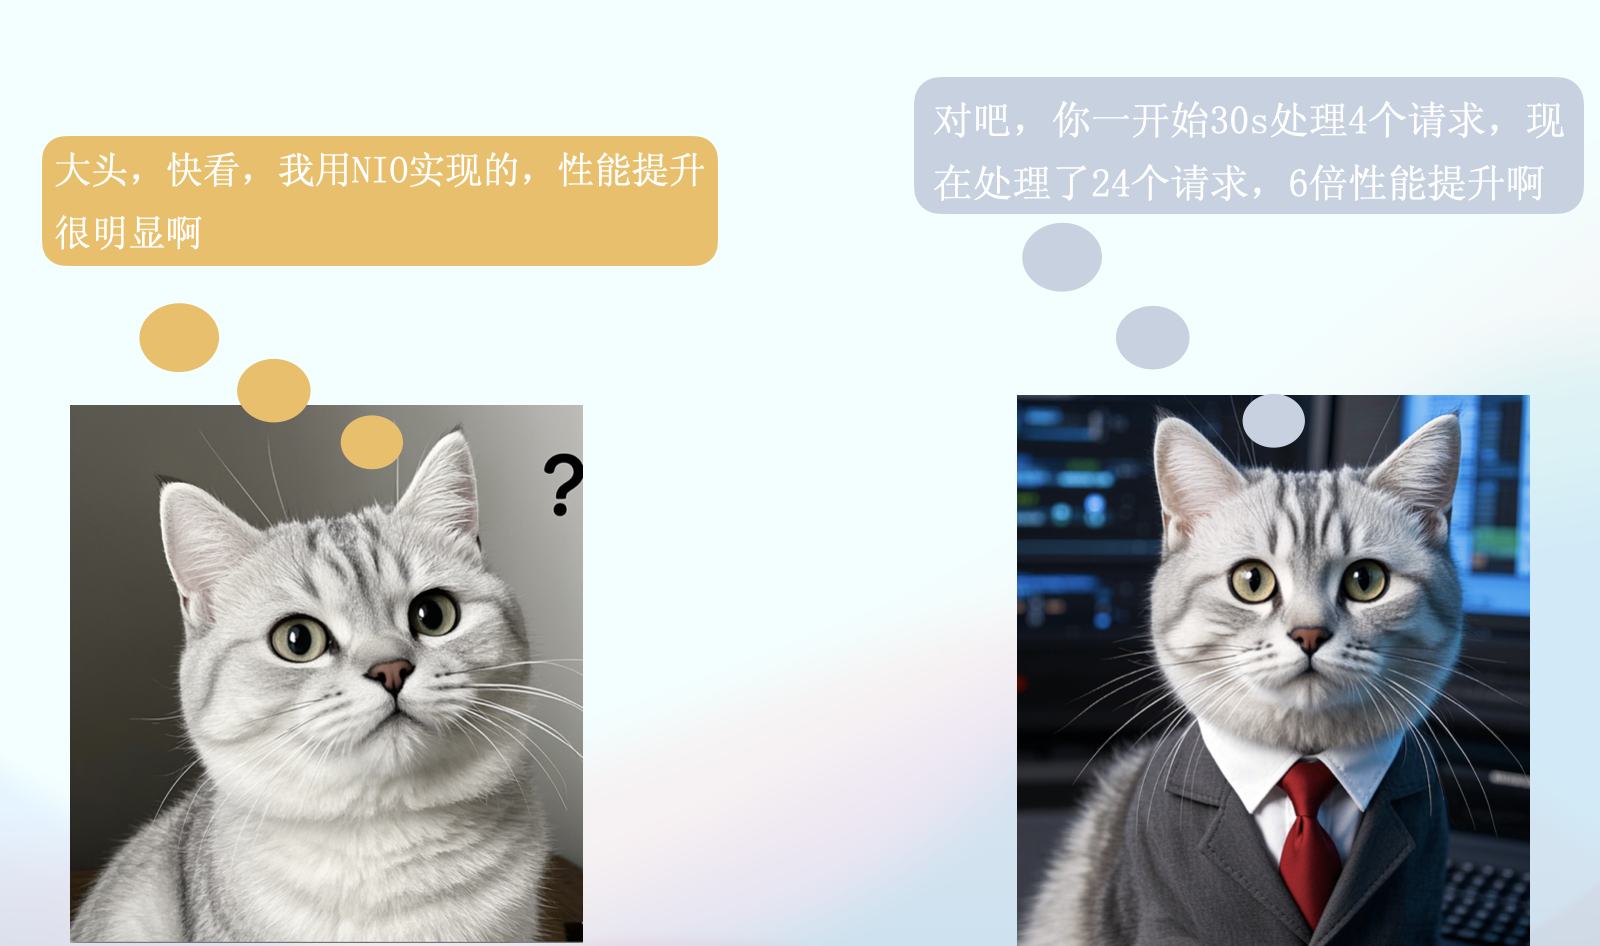 大头，快看，我用NIO实现的，性能提升
很明显啊
对吧，你一开始30s处理4个请求，现
在处理了24个请求，6倍性能提升啊
?